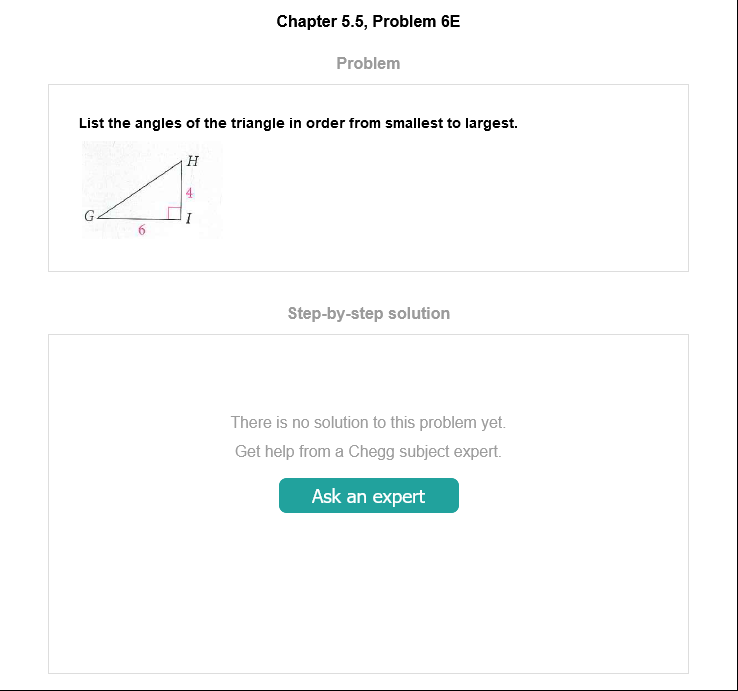 Chapter 5.5, Problem 6E
Problem
List the angles of the triangle in order from smallest to largest.
H
4
G
I
6
Step-by-step solution
There is no solution to this problem yet.
Get help from a Chegg subject expert.
Ask an expert